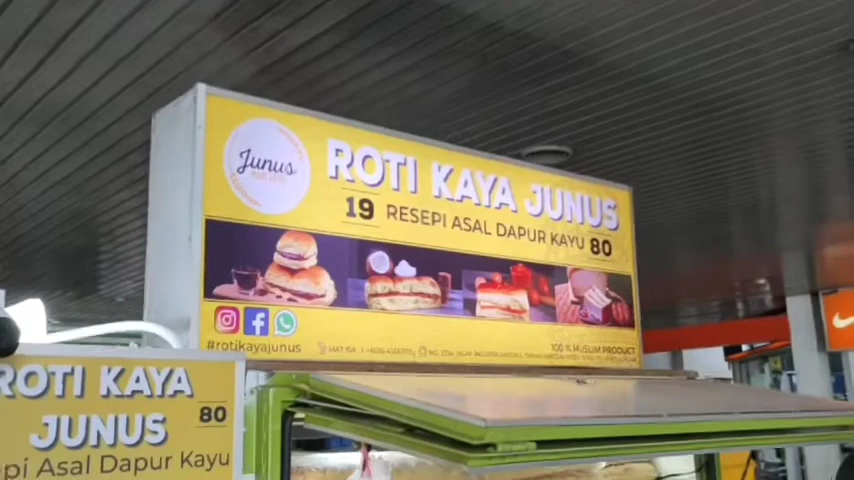 Junus
ROTI KAYA JUNUS
19 RESEPI ASAL DAPUR KAYU 80
#rotikayajunus
100% MUSLIM PRODUCT
ROTI KAYA
JUNUS 80
Asal Dapur Kayu